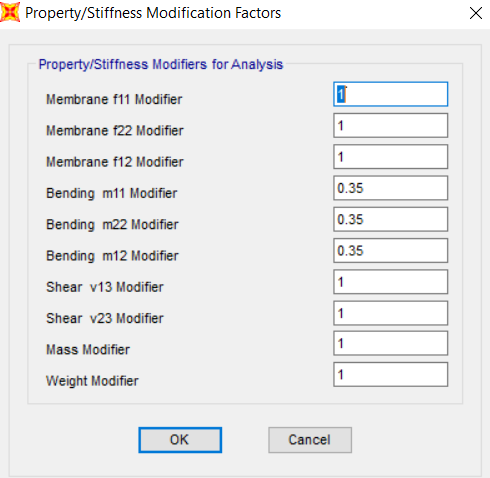 Property/Stiffness Modification Factors
Property/Stiffness Modifiers for Analysis
Membrane f11 Modifier 1
Membrane f22 Modifier 1
Membrane f12 Modifier 1
Bending m11 Modifier 0.35
Bending m22 Modifier 0.35
Bending m12 Modifier 0.35
Shear v13 Modifier 1
Shear v23 Modifier 1
Mass Modifier 1
Weight Modifier 1
OK Cancel